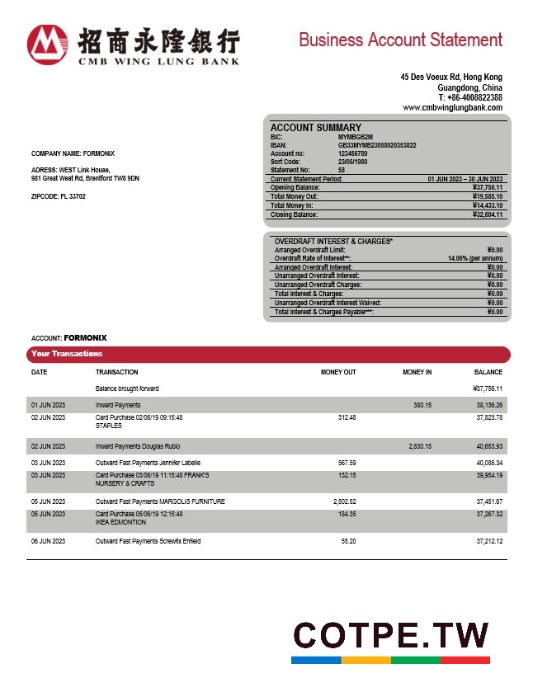 招商永隆銀行
CMB WING LUNG BANK
Business Account Statement
45 Des Voeux Rd, Hong Kong
Guangdong, China
T: +86-4008822388
www.cmbwinglungbank.com
ACCOUNT SUMMARY
BIC: MYMBGB2M
IBAN: GB33MYMB23058020353822
Account no: 123456789
Sort Code: 23/05/1980
Statement No: 58
Current Statement Period: 01 JUN 2023 – 30 JUN 2023
Opening Balance: ¥37,756.11
Total Money Out: ¥19,585.10
Total Money In: ¥14,433.10
Closing Balance: ¥32,604.11
COMPANY NAME: FORMONIX
ADRESS: WEST Link House,
981 Great West Rd, Brentford TW8 9DN
ZIPCODE: FL 33702
OVERDRAFT INTEREST & CHARGES*
Arranged Overdraft Limit: ¥0.00
Overdraft Rate of Interest**: 14.06% (per annum)
Arranged Overdraft Interest: ¥0.00
Unarranged Overdraft Interest: ¥0.00
Unarranged Overdraft Charges: ¥0.00
Total Interest & Charges: ¥0.00
Unarranged Overdraft Interest Waived: ¥0.00
Total Interest & Charges Payable***: ¥0.00
ACCOUNT: FORMONIX
Your Transactions
DATE TRANSACTION MONEY OUT MONEY IN BALANCE
Balance brought forward ¥37,756.11
01 JUN 2023 Inward Payments 380.15 38,136.26
02 JUN 2023 Card Purchase 02/06/19 09:15:48 312.48 37,823.78
STAPLES
02 JUN 2023 Inward Payments Douglas Rubio 2,830.15 40,653.93
03 JUN 2023 Outward Fast Payments Jennifer Labelle 567.59 40,086.34
03 JUN 2023 Card Purchase 03/06/19 11:15:48 FRANK'S 132.15 39,954.19
NURSERY & CRAFTS
05 JUN 2023 Outward Fast Payments MARGOLIS FURNITURE 2,502.52 37,451.67
05 JUN 2023 Card Purchase 05/06/19 12:15:48 184.35 37,267.32
IKEA EDMONTION
06 JUN 2023 Outward Fast Payments Screwfix Enfield 55.20 37,212.12
COTPE.TW